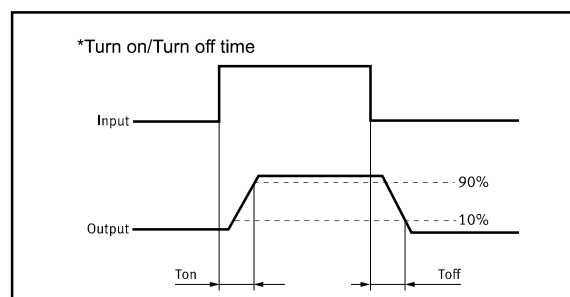 *Turn on/Turn off time
Input
90%
10%
Output
Ton
Toff